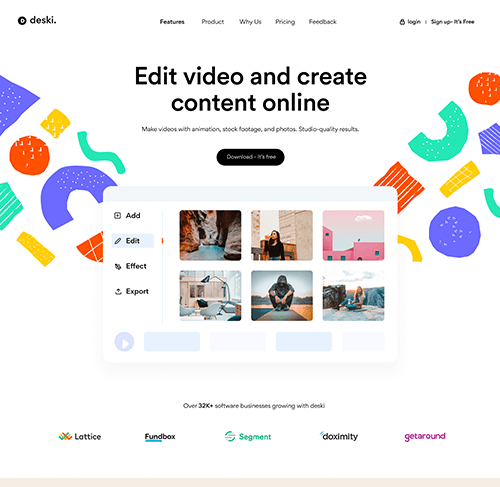 deski.
Features Product Why Us Pricing Feedback
login | Sign up- It's Free
Edit video and create
content online
Make videos with animation, stock footage, and photos. Studio-quality results.
Download - It's free
Add
Edit
Effect
Export
Over 32K+ software businesses growing with deski
Lattice Fundbox Segment doximity getaround